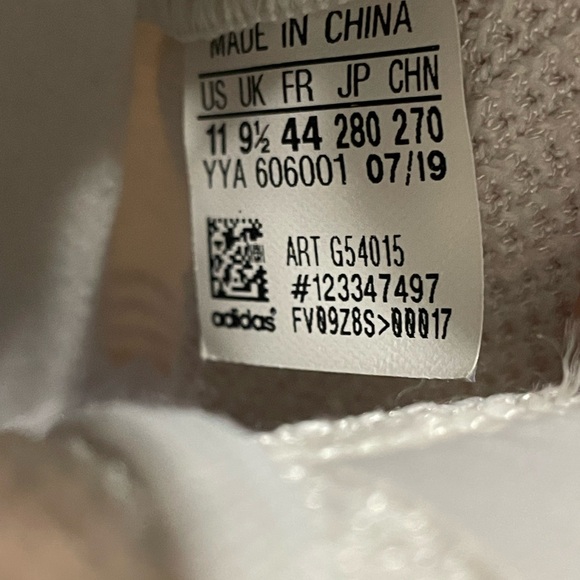 MADE IN CHINA
US UK FR JP CHN
11 9½ 44 280 270
YYA 606001 07/19
ART G54015
#123347497
adidas FV09Z8S>00017